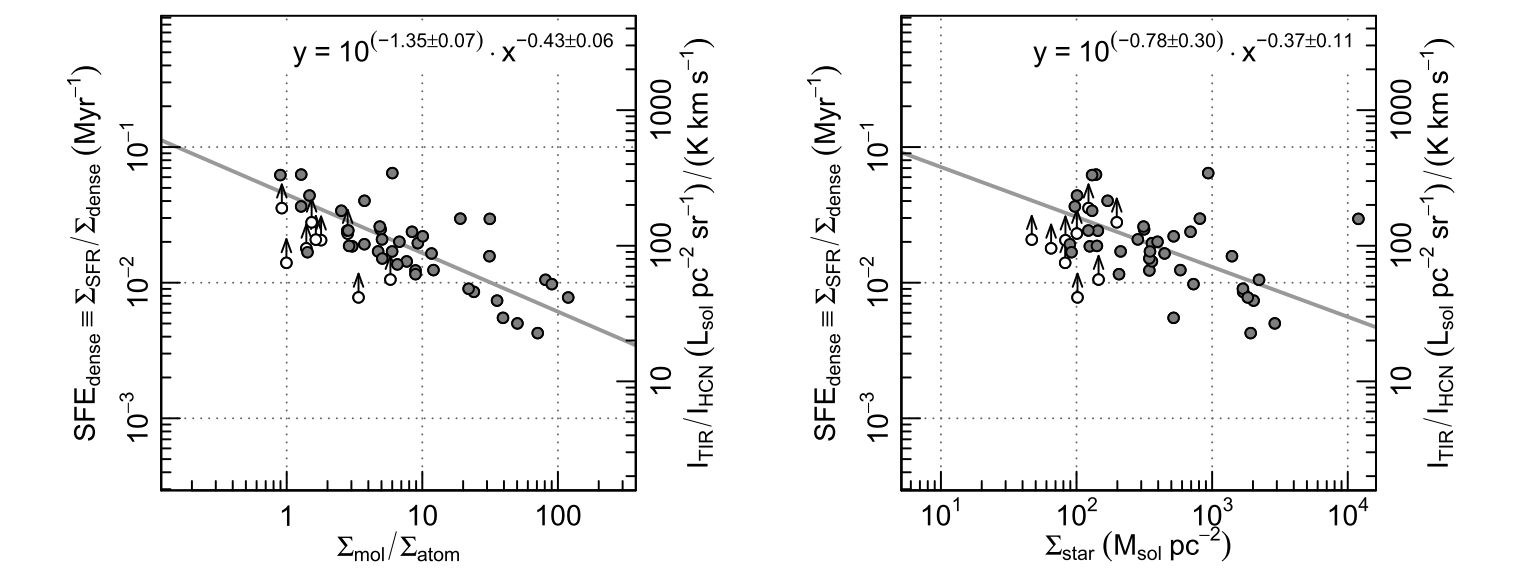 y = 10^(−1.35±0.07) · x^−0.43±0.06
SFE_dense ≡ Σ_SFR/Σ_dense (Myr^−1)
10^−1
10^−2
10^−3
1000
100
10
I_TIR/I_HCN (L_sol pc^−2 sr^−1)/(K km s^−1)
1 10 100
Σ_mol/Σ_atom
y = 10^(−0.78±0.30) · x^−0.37±0.11
SFE_dense ≡ Σ_SFR/Σ_dense (Myr^−1)
10^−1
10^−2
10^−3
1000
100
10
I_TIR/I_HCN (L_sol pc^−2 sr^−1)/(K km s^−1)
10^1 10^2 10^3 10^4
Σ_star (M_sol pc^−2)